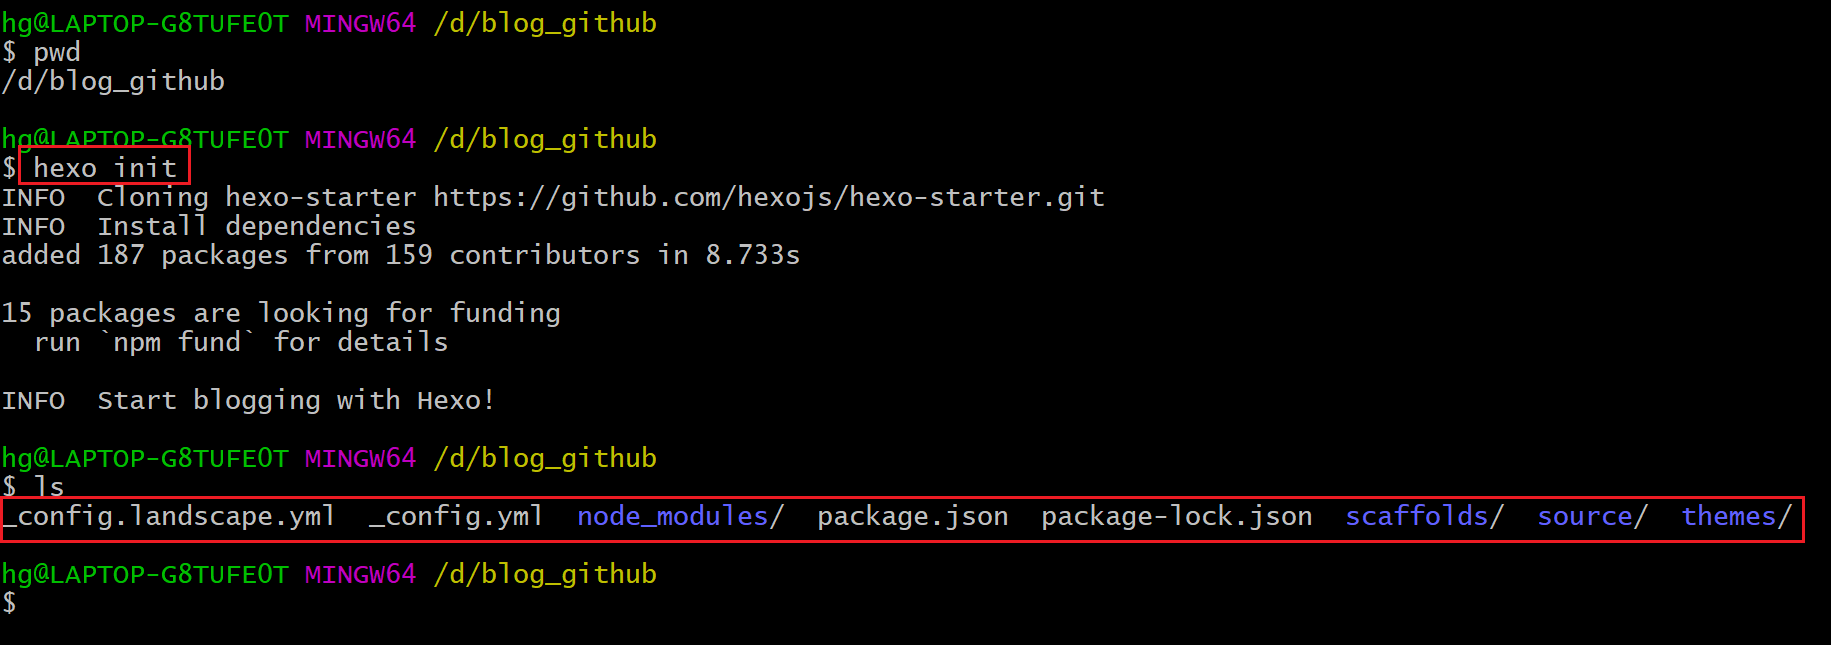 hg@LAPTOP-G8TUFE0T MINGW64 /d/blog_github
$ pwd
/d/blog_github
hg@LAPTOP-G8TUFE0T MINGW64 /d/blog_github
$ hexo init
INFO  Cloning hexo-starter https://github.com/hexojs/hexo-starter.git
INFO  Install dependencies
added 187 packages from 159 contributors in 8.733s
15 packages are looking for funding
  run `npm fund` for details
INFO  Start blogging with Hexo!
hg@LAPTOP-G8TUFE0T MINGW64 /d/blog_github
$ ls
_config.landscape.yml  _config.yml  node_modules/  package.json  package-lock.json  scaffolds/  source/  themes/
hg@LAPTOP-G8TUFE0T MINGW64 /d/blog_github
$